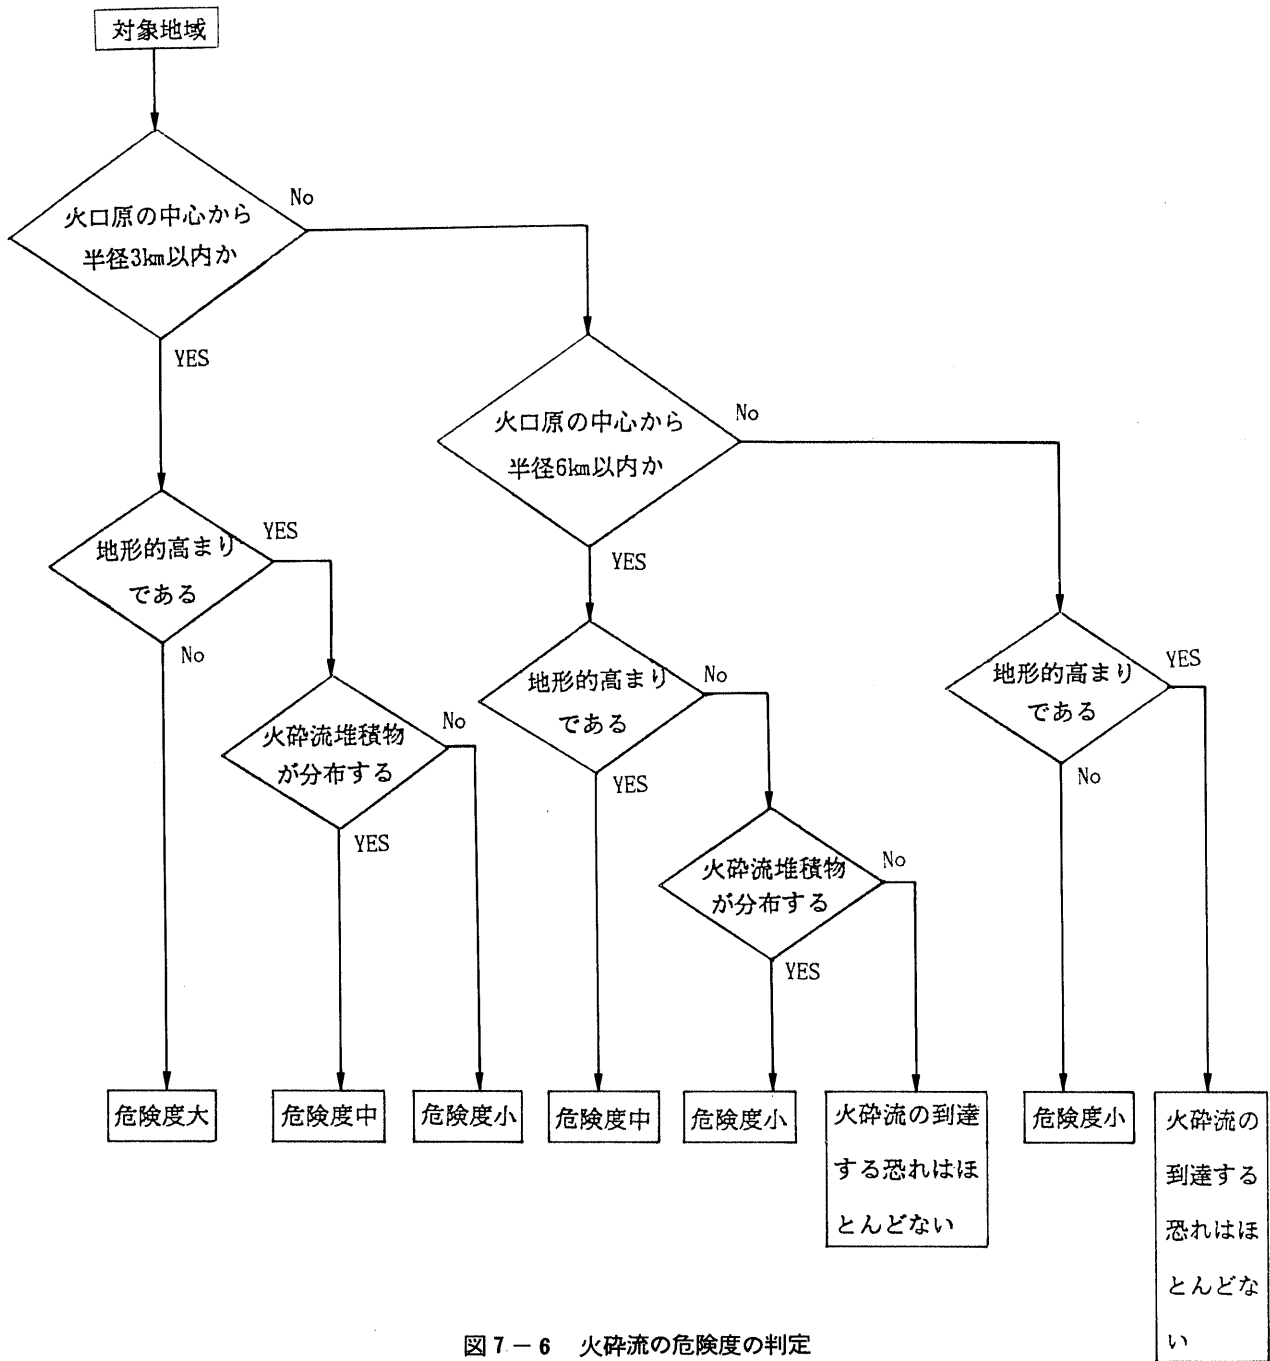 対象地域
火口原の中心から
半径3km以内か
No
YES
火口原の中心から
半径6km以内か
No
YES
地形的高まり
である
YES
No
火砕流堆積物
が分布する
No
YES
地形的高まり
である
No
YES
火砕流堆積物
が分布する
No
YES
地形的高まり
である
YES
No
危険度大
危険度中
危険度小
危険度中
危険度小
火砕流の到達
する恐れはほ
とんどない
危険度小
火砕流の
到達する
恐れはほ
とんどな
い
図7-6 火砕流の危険度の判定